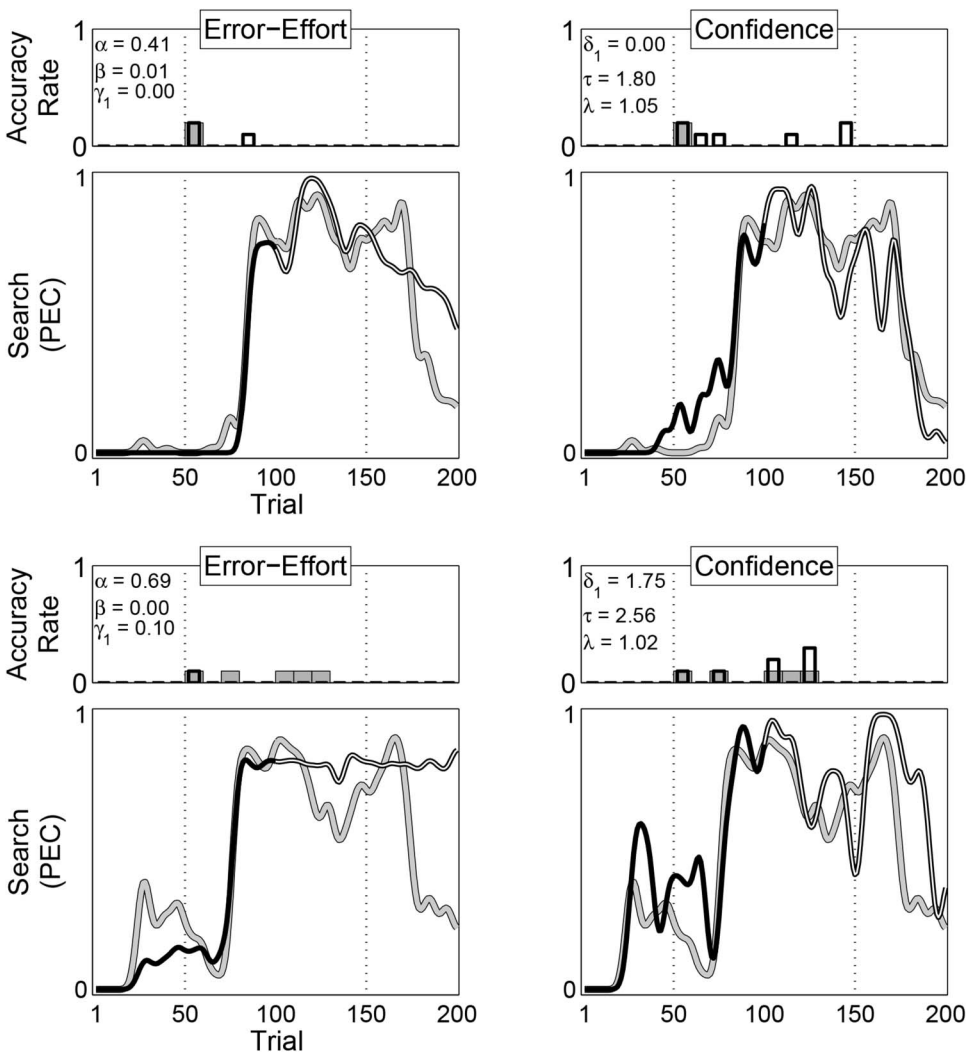 Error−Effort
Accuracy Rate
1
0
α = 0.41
β = 0.01
γ1 = 0.00
Search (PEC)
1
0
1 50 100 150 200
Trial
Confidence
1
0
δ1 = 0.00
τ = 1.80
λ = 1.05
1
0
1 50 100 150 200
Error−Effort
Accuracy Rate
1
0
α = 0.69
β = 0.00
γ1 = 0.10
Search (PEC)
1
0
1 50 100 150 200
Trial
Confidence
1
0
δ1 = 1.75
τ = 2.56
λ = 1.02
1
0
1 50 100 150 200